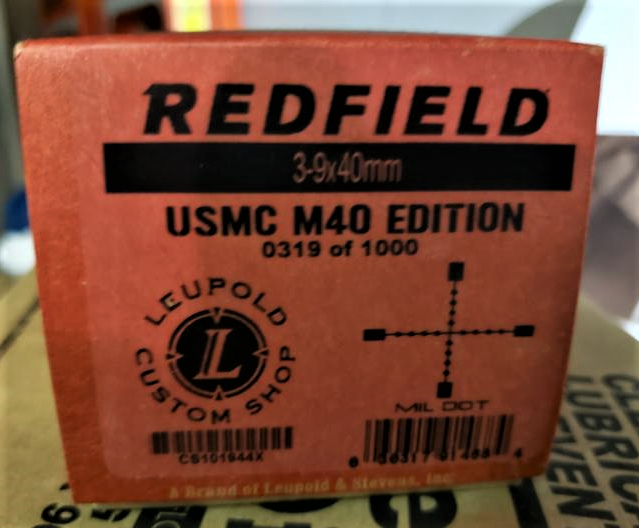 REDFIELD
3-9x40mm
USMC M40 EDITION
0319 of 1000
LEUPOLD
CUSTOM SHOP
L
MIL DOT
CS101944X
A Brand of Leupold & Stevens, Inc.